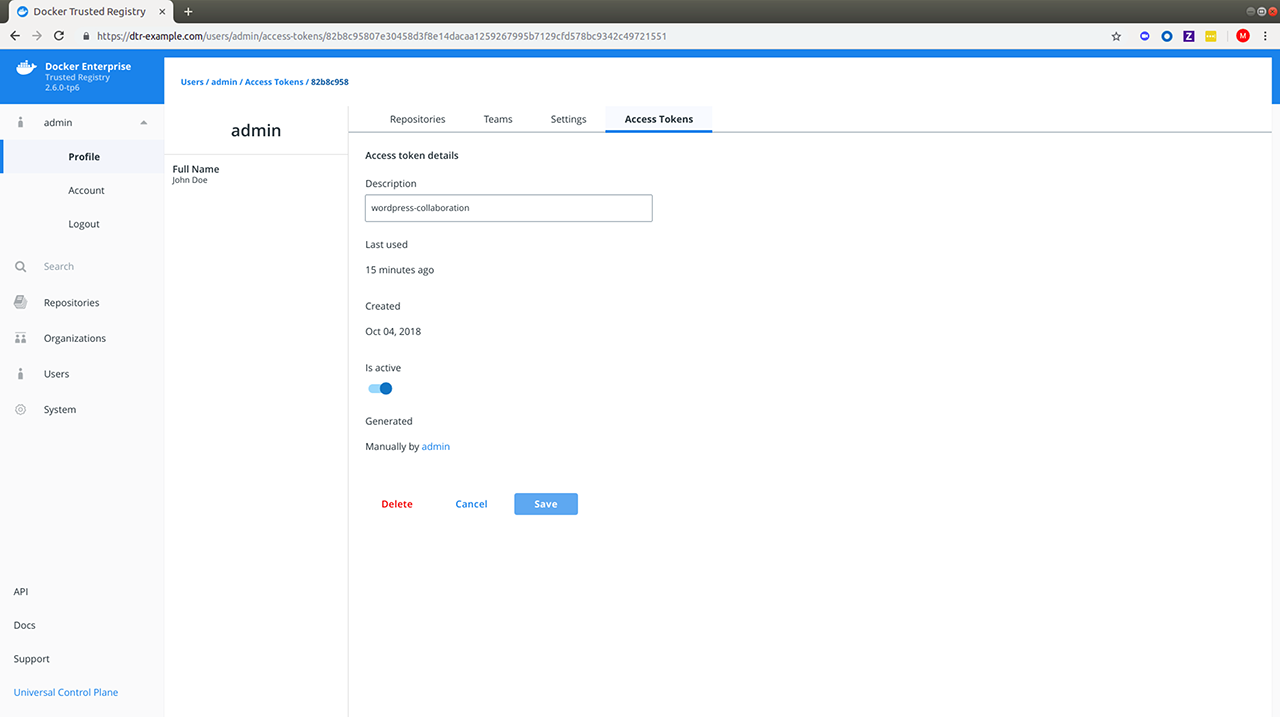 Docker Trusted Registry
https://dtr-example.com/users/admin/access-tokens/82b8c95807e30458d3f8e14dacaa1259267995b7129cfd578bc9342c49721551
Z
M
Docker Enterprise
Trusted Registry
2.6.0-tp6
Users / admin / Access Tokens / 82b8c958
admin
Profile
Account
Logout
Search
Repositories
Organizations
Users
System
API
Docs
Support
Universal Control Plane
admin
Full Name
John Doe
Repositories Teams Settings Access Tokens
Access token details
Description
wordpress-collaboration
Last used
15 minutes ago
Created
Oct 04, 2018
Is active
Generated
Manually by admin
Delete Cancel Save